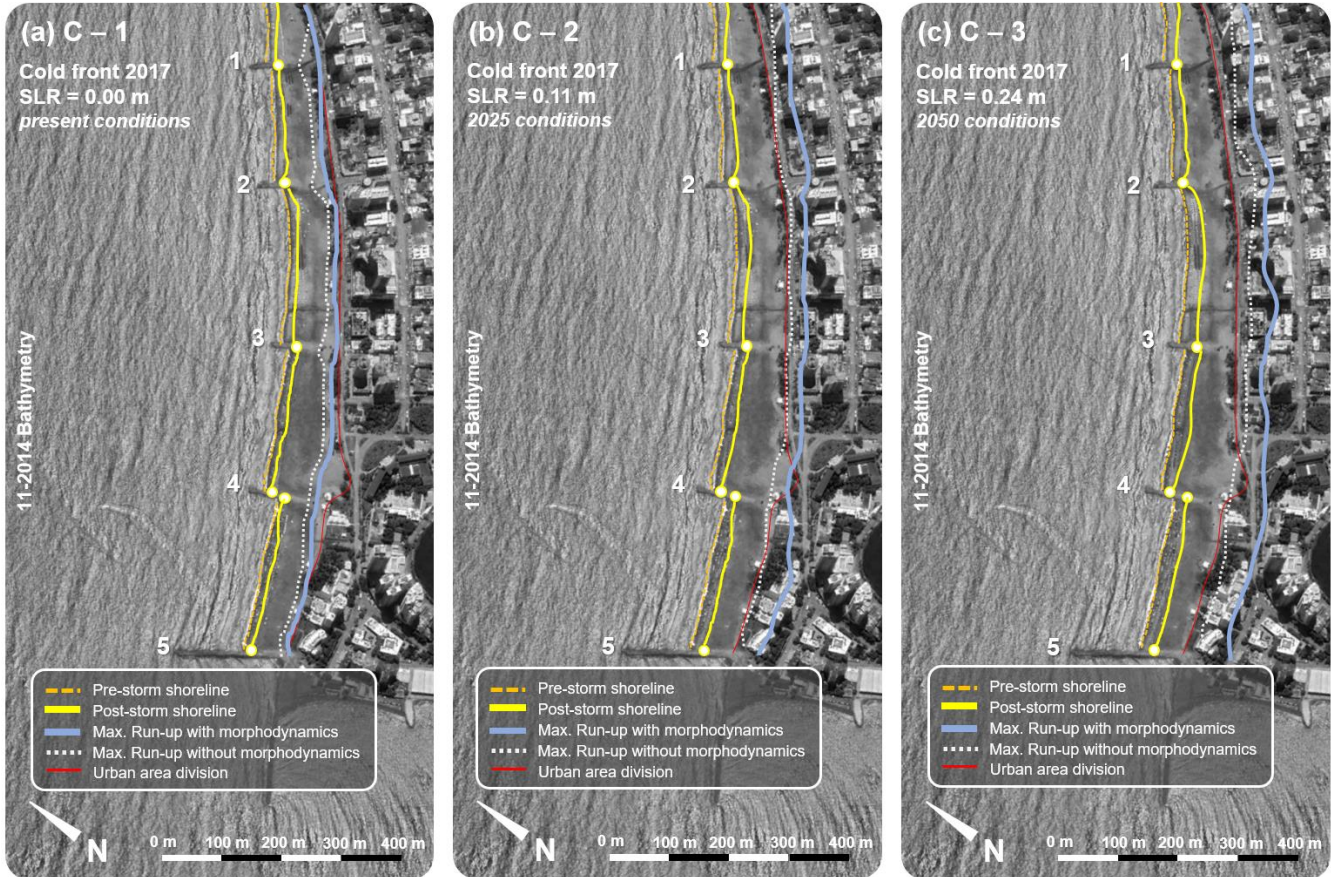 (a) C – 1
Cold front 2017
SLR = 0.00 m
present conditions
1
2
3
4
5
11-2014 Bathymetry
Pre-storm shoreline
Post-storm shoreline
Max. Run-up with morphodynamics
Max. Run-up without morphodynamics
Urban area division
N
0 m 100 m 200 m 300 m 400 m
(b) C – 2
Cold front 2017
SLR = 0.11 m
2025 conditions
1
2
3
4
5
11-2014 Bathymetry
Pre-storm shoreline
Post-storm shoreline
Max. Run-up with morphodynamics
Max. Run-up without morphodynamics
Urban area division
N
0 m 100 m 200 m 300 m 400 m
(c) C – 3
Cold front 2017
SLR = 0.24 m
2050 conditions
1
2
3
4
5
11-2014 Bathymetry
Pre-storm shoreline
Post-storm shoreline
Max. Run-up with morphodynamics
Max. Run-up without morphodynamics
Urban area division
N
0 m 100 m 200 m 300 m 400 m